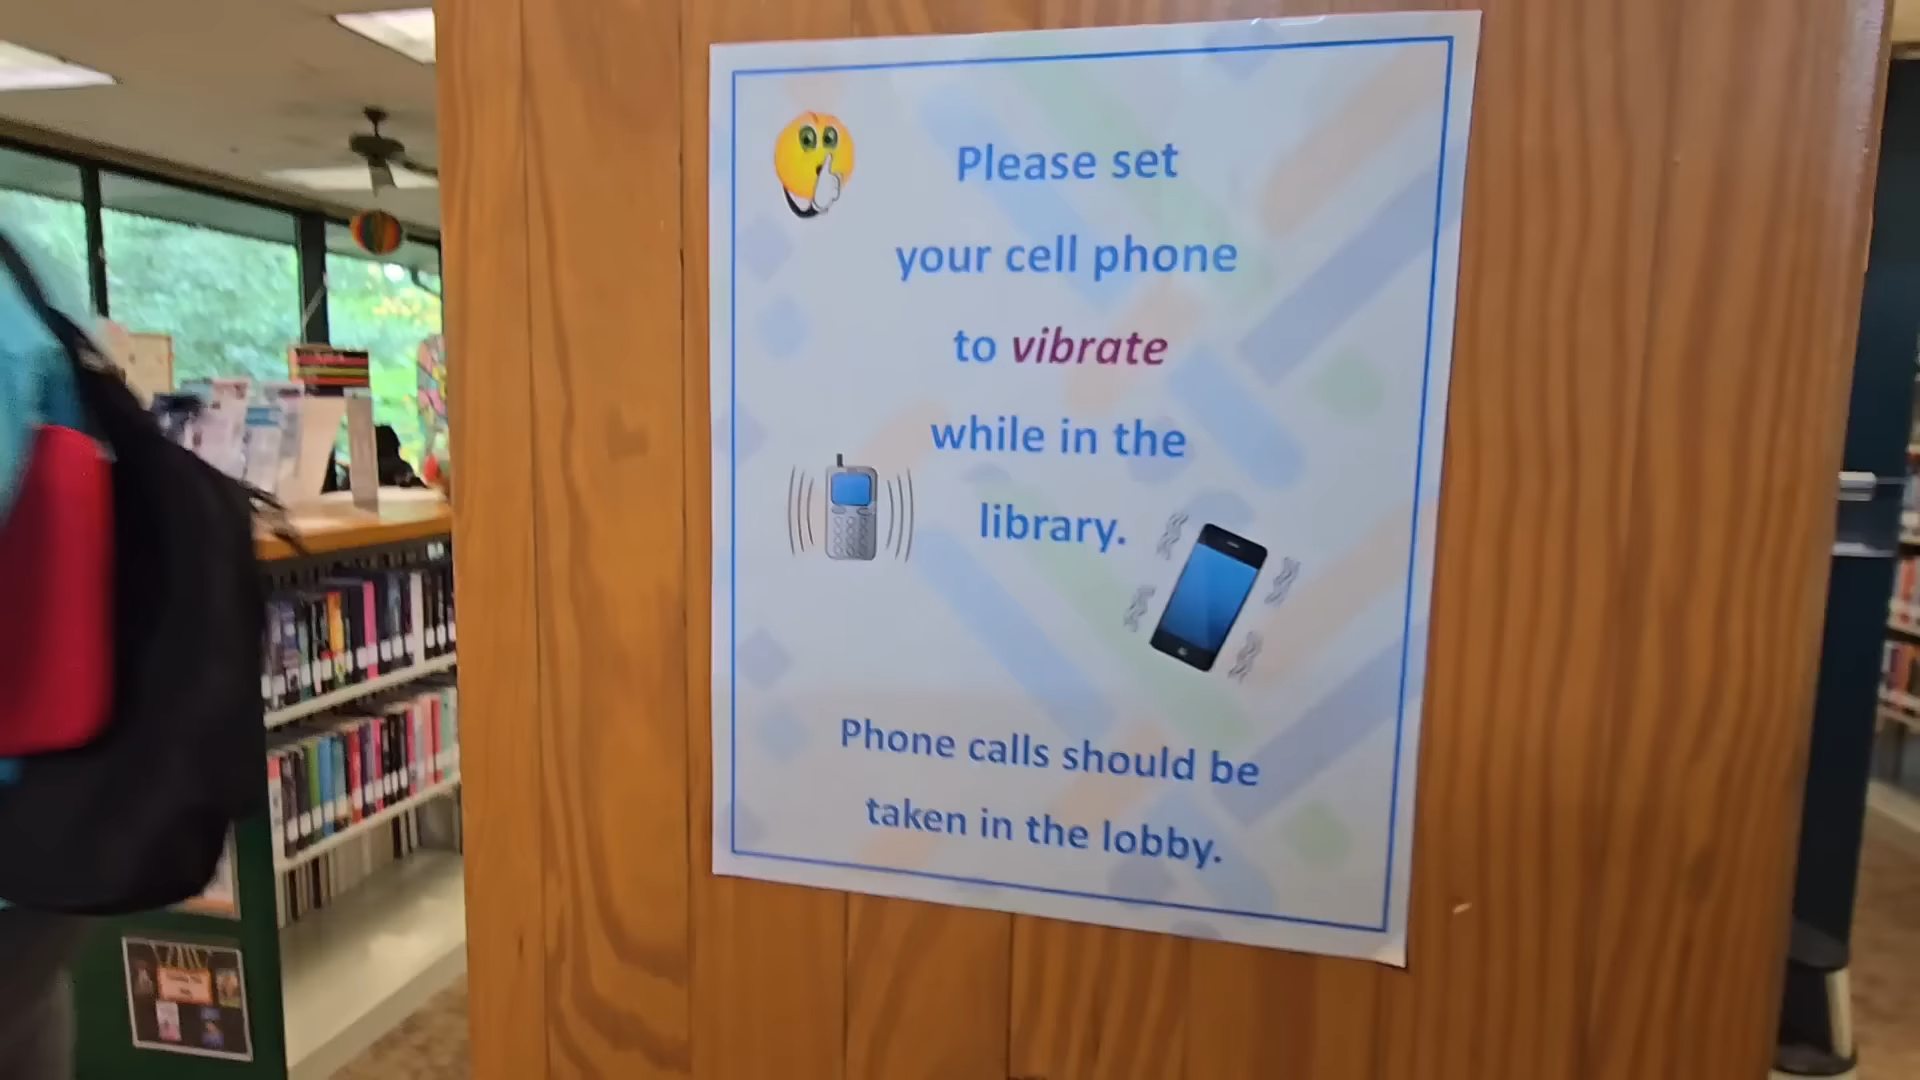 Please set
your cell phone
to vibrate
while in the
library.
Phone calls should be
taken in the lobby.